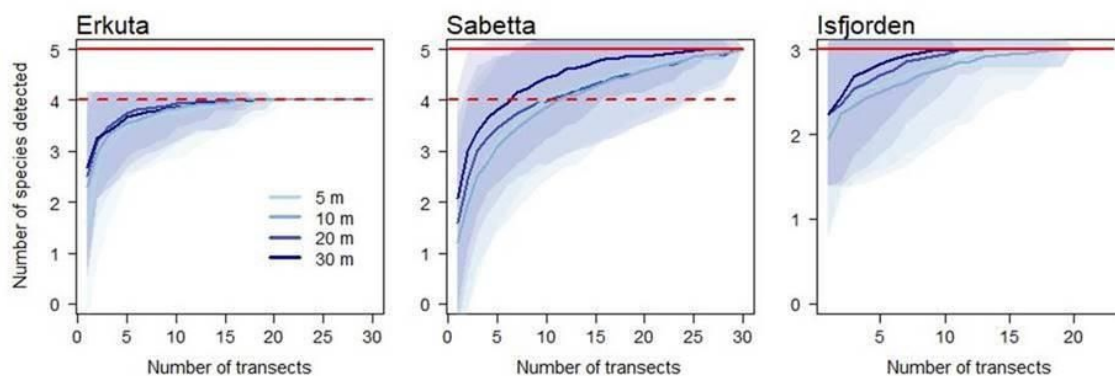 Erkuta
Sabetta
Isfjorden
Number of species detected
5
4
3
2
1
0
5 m
10 m
20 m
30 m
0 5 10 15 20 25 30
Number of transects
5
4
3
2
1
0
0 5 10 15 20 25 30
Number of transects
3
2
1
0
5 10 15 20
Number of transects